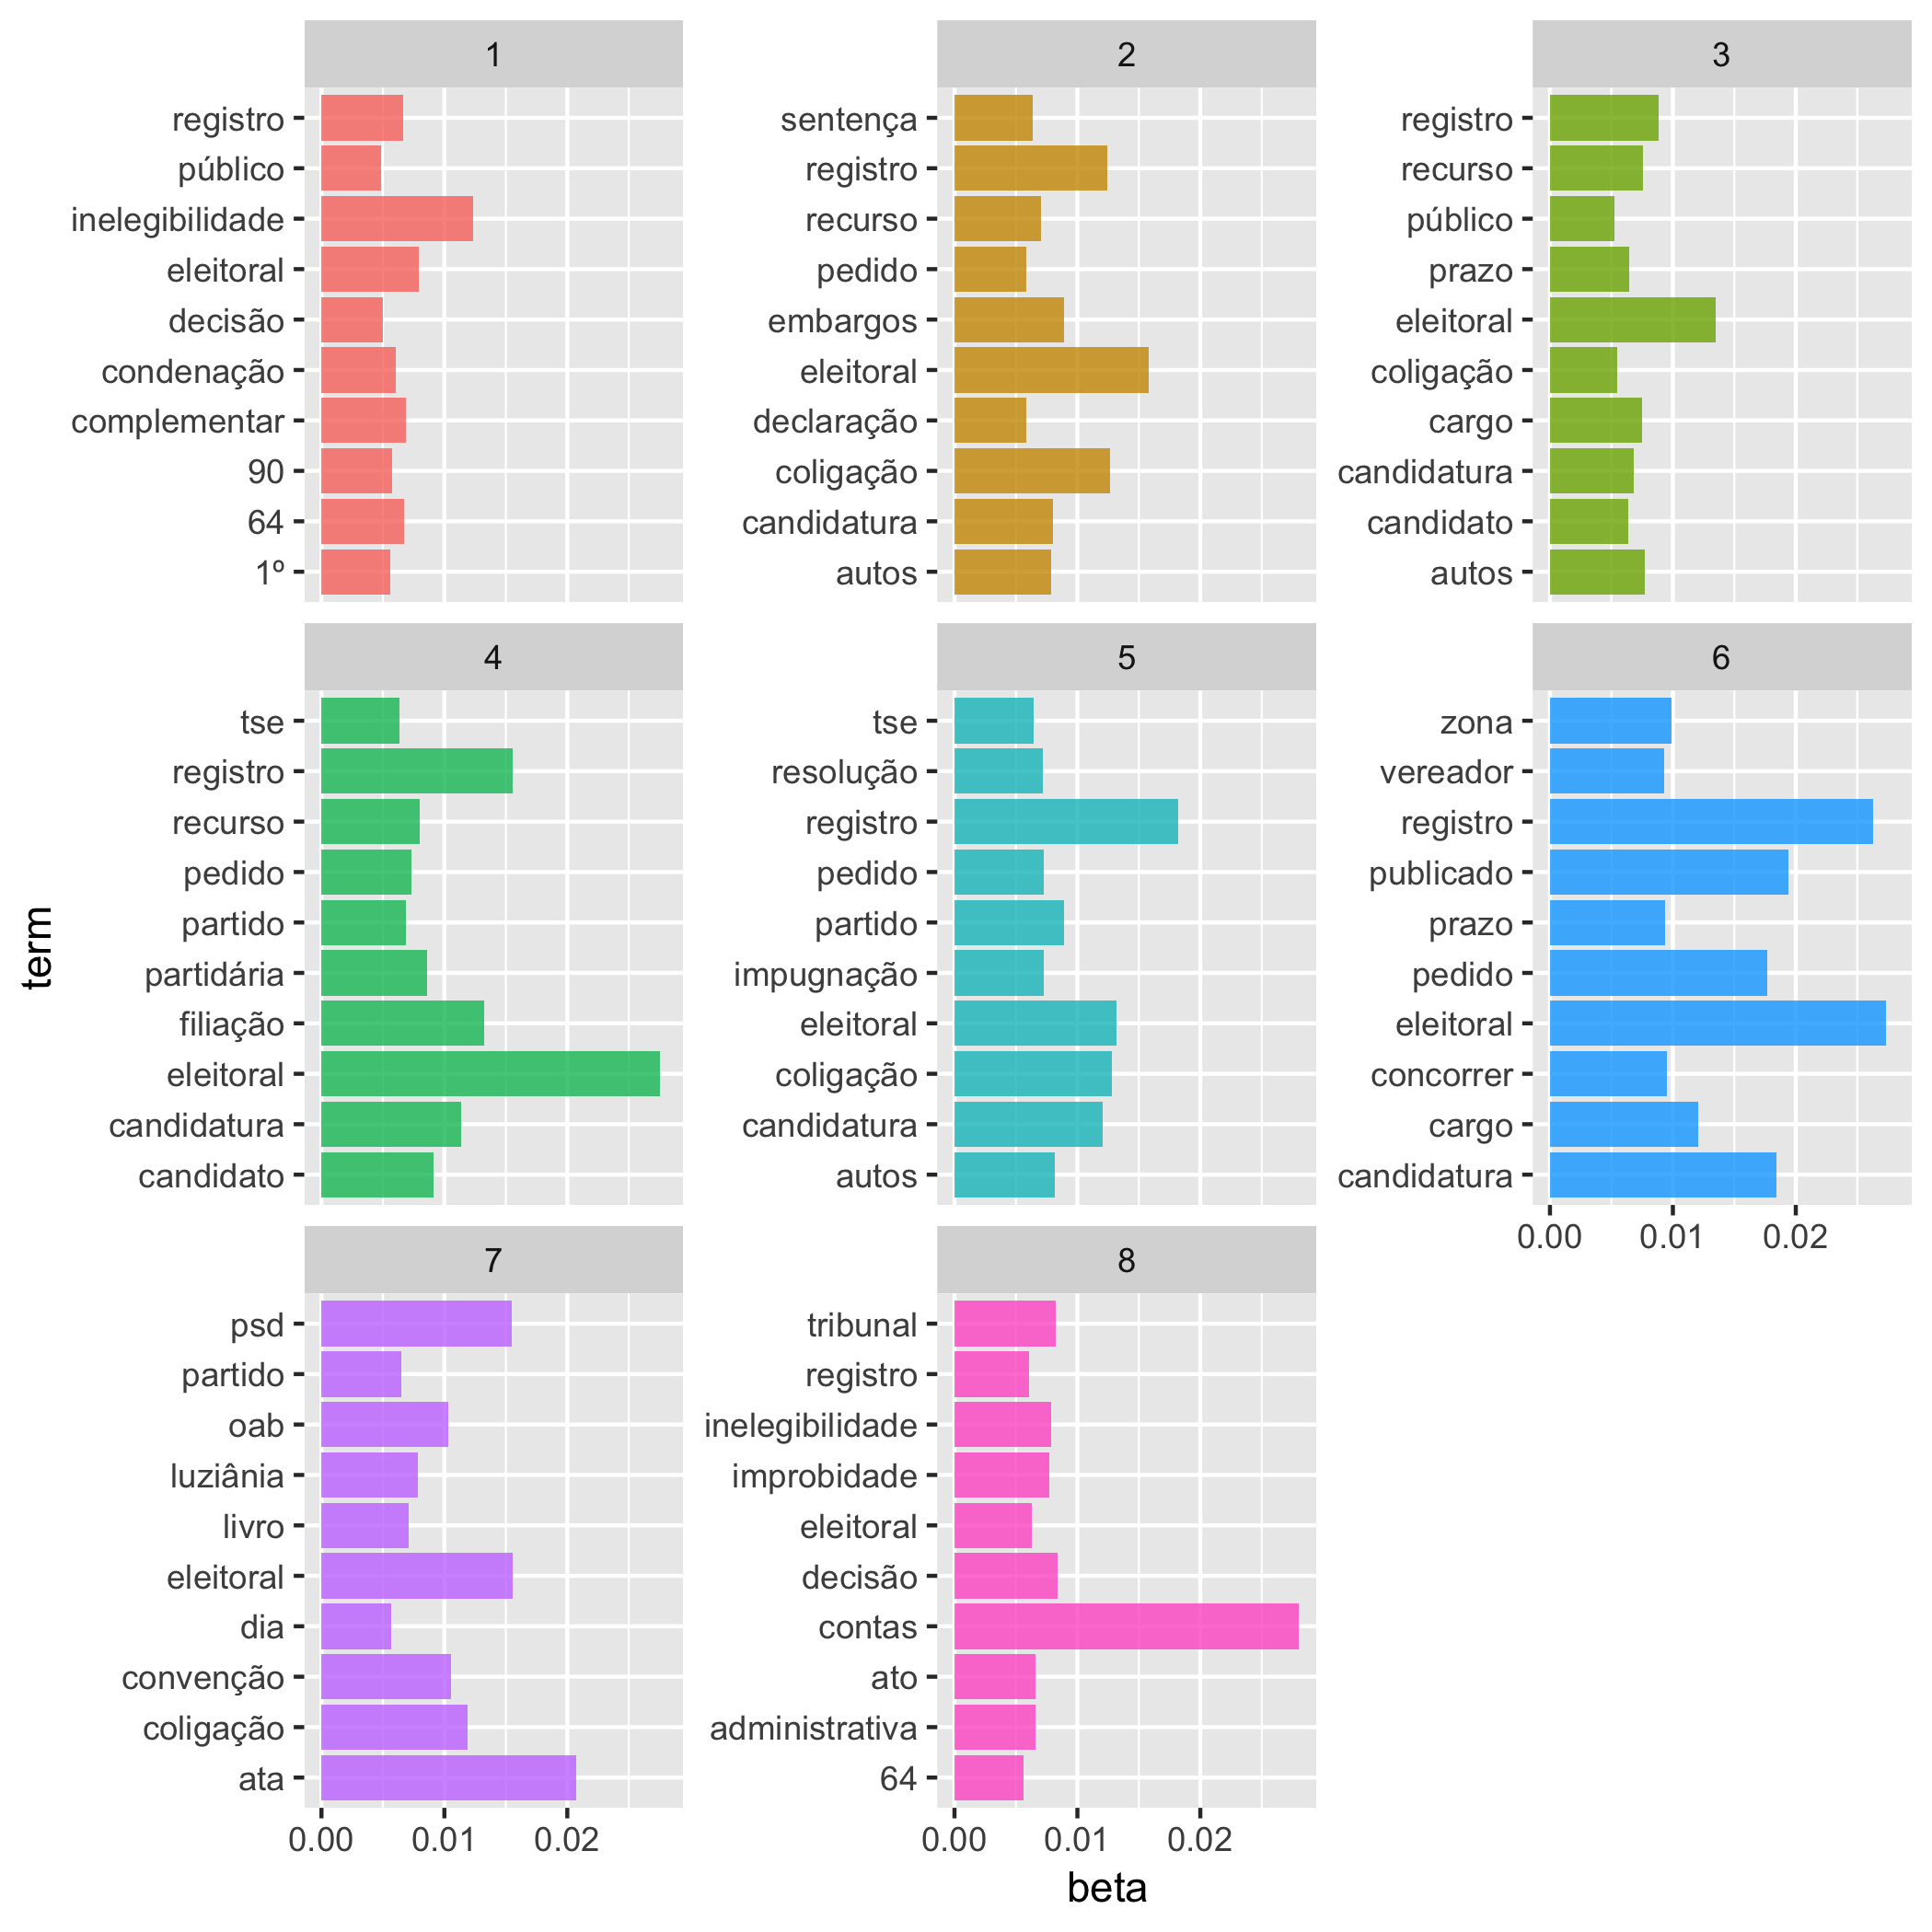 1
registro
público
inelegibilidade
eleitoral
decisão
condenação
complementar
90
64
1º
2
sentença
registro
recurso
pedido
embargos
eleitoral
declaração
coligação
candidatura
autos
3
registro
recurso
público
prazo
eleitoral
coligação
cargo
candidatura
candidato
autos
4
tse
registro
recurso
pedido
partido
partidária
filiação
eleitoral
candidatura
candidato
5
tse
resolução
registro
pedido
partido
impugnação
eleitoral
coligação
candidatura
autos
6
zona
vereador
registro
publicado
prazo
pedido
eleitoral
concorrer
cargo
candidatura
0.00 0.01 0.02
7
psd
partido
oab
luziânia
livro
eleitoral
dia
convenção
coligação
ata
0.00 0.01 0.02
8
tribunal
registro
inelegibilidade
improbidade
eleitoral
decisão
contas
ato
administrativa
64
0.00 0.01 0.02
term
beta